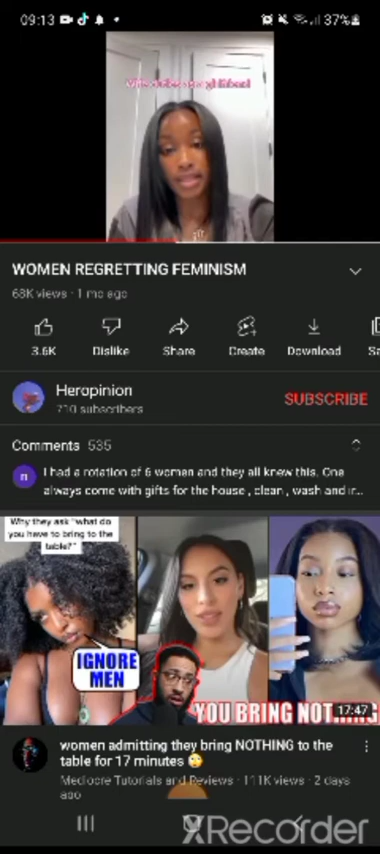 09:13
37%
WOMEN REGRETTING FEMINISM
68K views · 1 mo ago
3.6K
Dislike
Share
Create
Download
Heropinion
710 subscribers
SUBSCRIBE
Comments 535
I had a rotation of 6 women and they all knew this. One
always come with gifts for the house , clean , wash and ir...
Why they ask "what do
you have to bring to the
table?"
IGNORE
MEN
YOU BRING NOTHING
17:47
women admitting they bring NOTHING to the
table for 17 minutes
Mediocre Tutorials and Reviews · 111K views · 2 days
ago
XRecorder